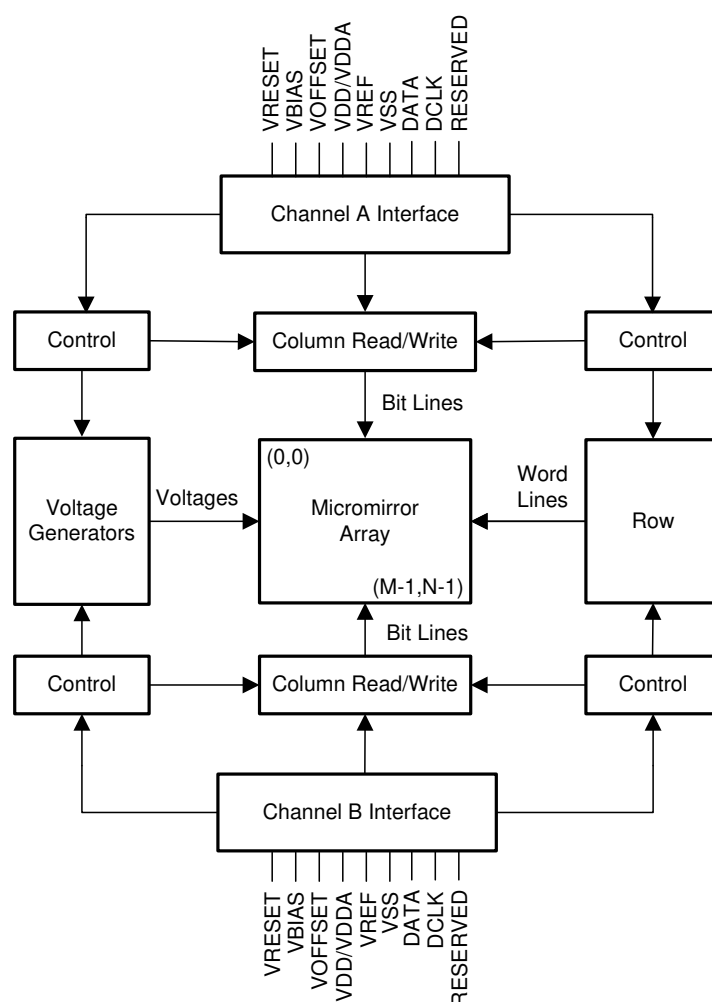 VRESET
VBIAS
VOFFSET
VDD/VDDA
VREF
VSS
DATA
DCLK
RESERVED
Channel A Interface
Control
Column Read/Write
Control
Bit Lines
(0,0)
Voltage
Generators
Voltages
Micromirror
Array
Word
Lines
Row
(M-1,N-1)
Bit Lines
Control
Column Read/Write
Control
Channel B Interface
VRESET
VBIAS
VOFFSET
VDD/VDDA
VREF
VSS
DATA
DCLK
RESERVED